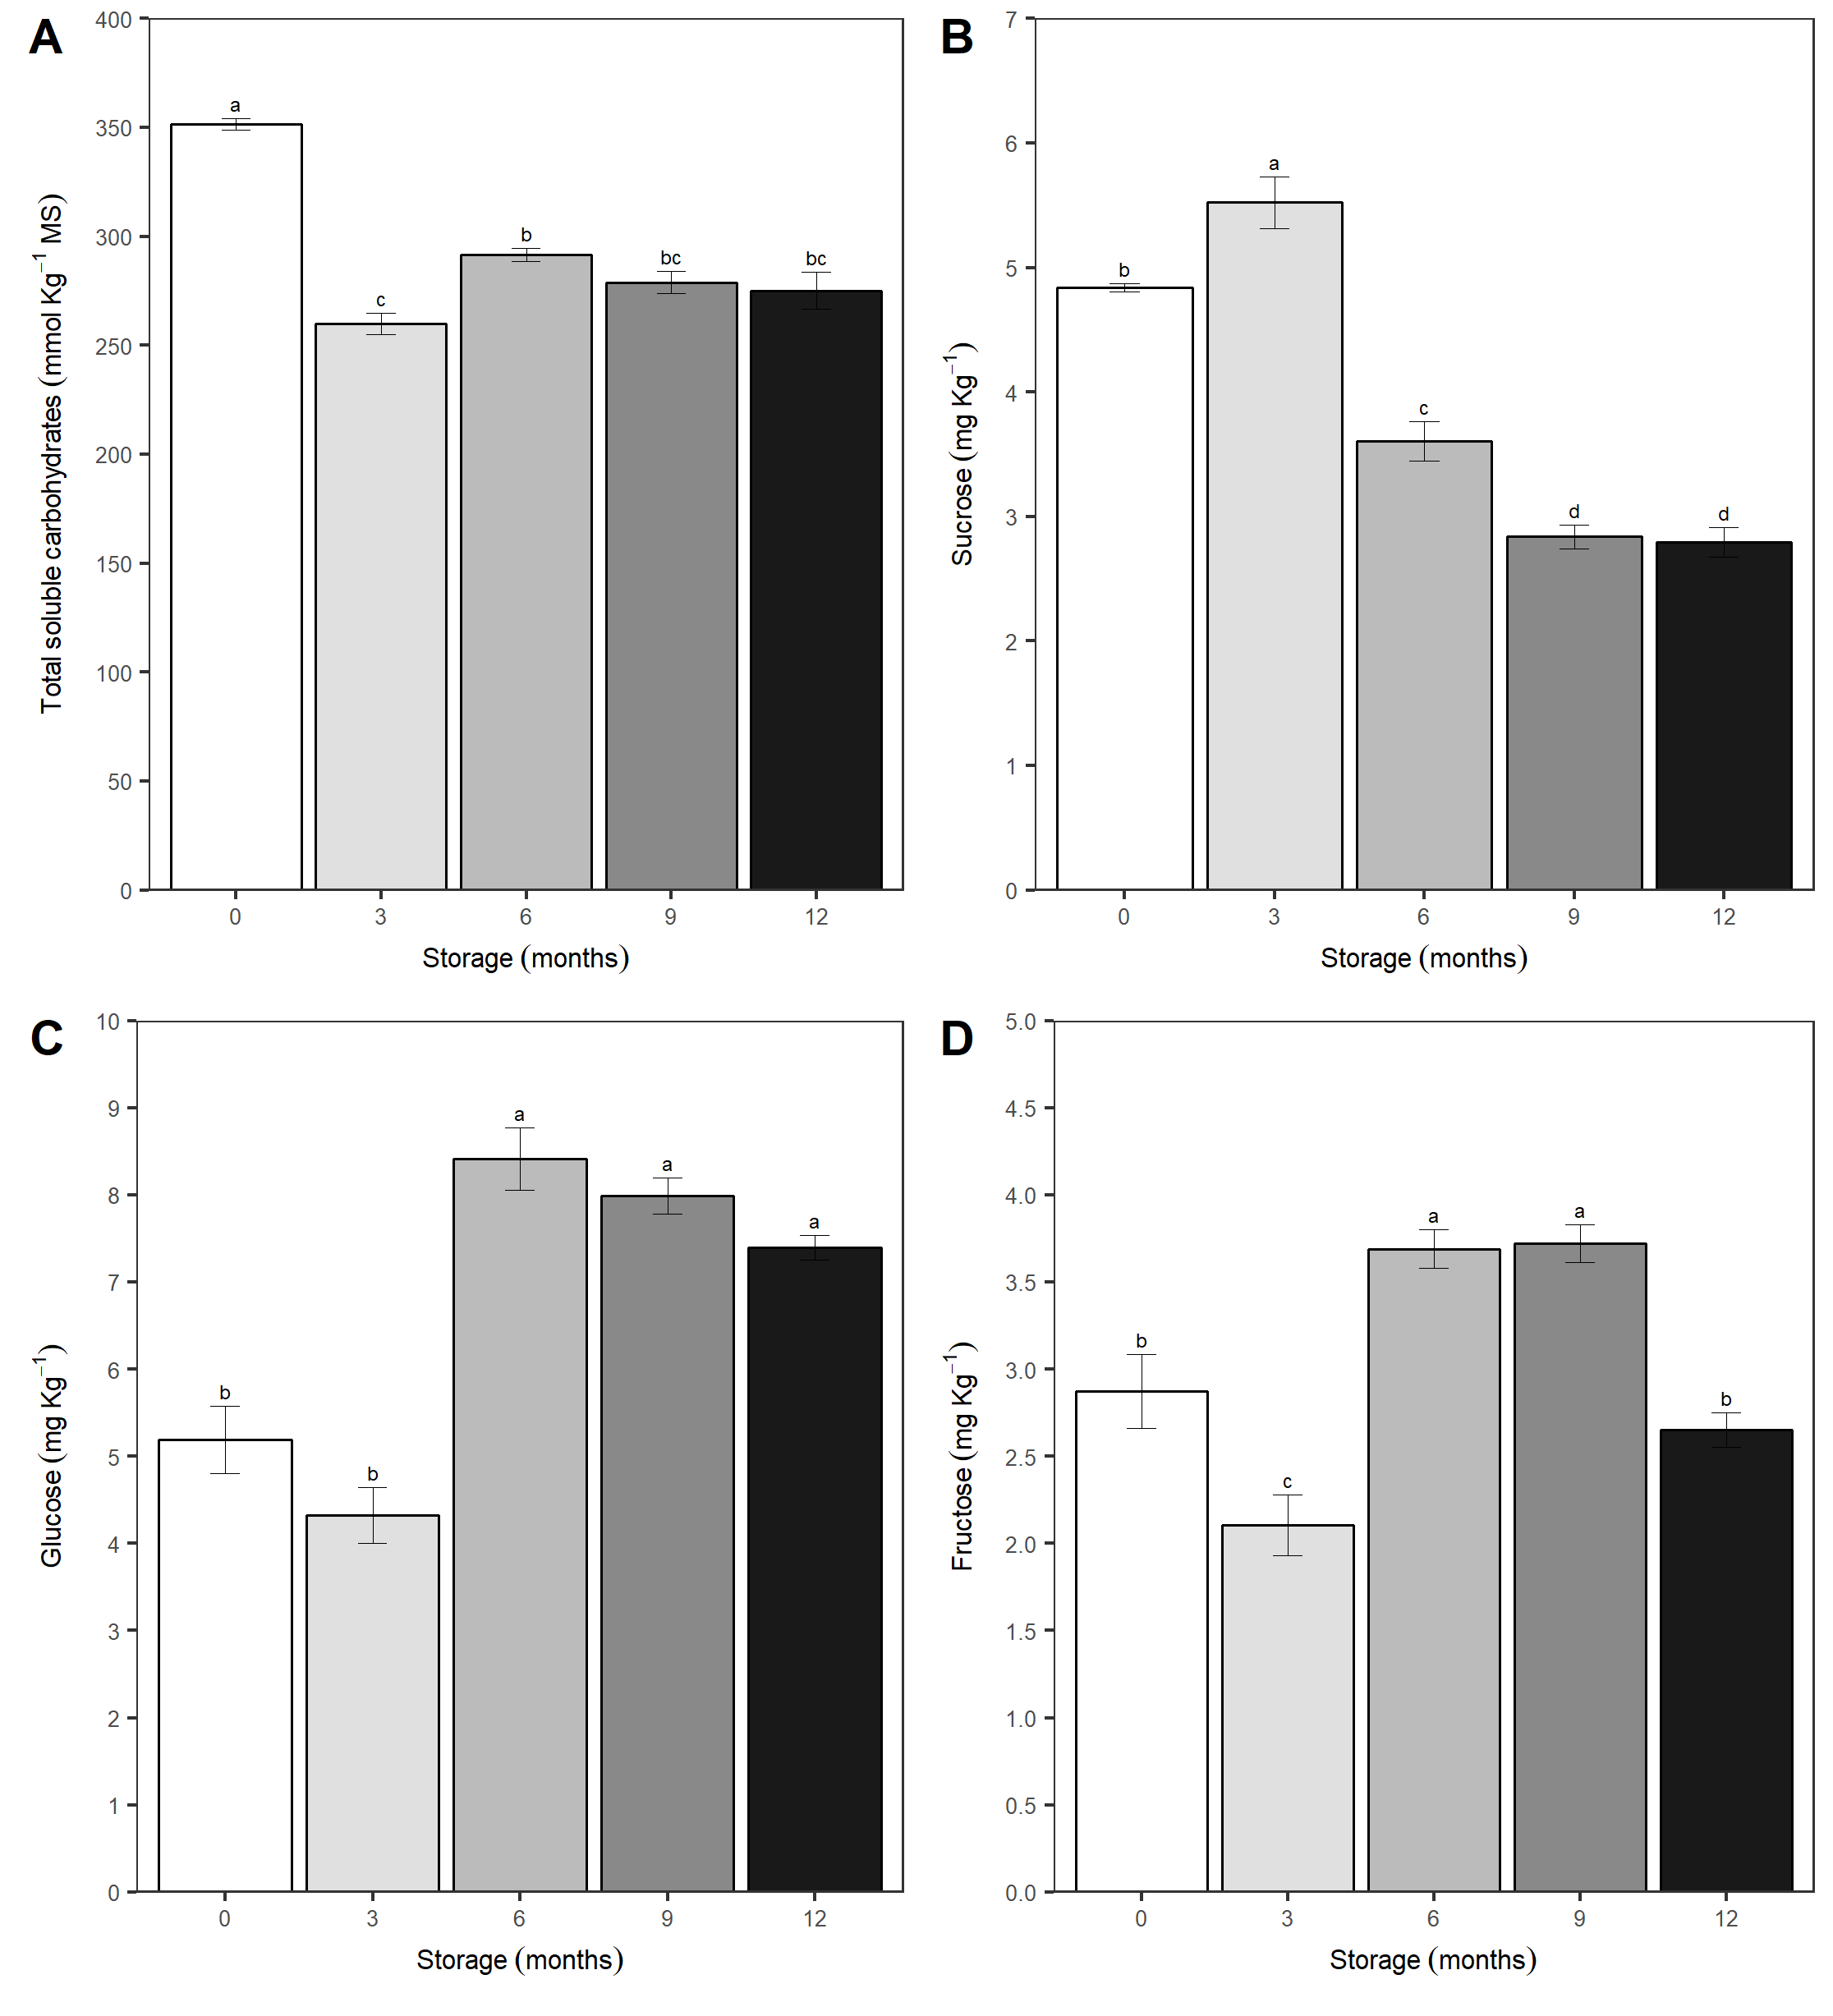 A
400
350
300
250
200
150
100
50
0
a
c
b
bc
bc
0 3 6 9 12
Storage (months)
Total soluble carbohydrates (mmol Kg⁻¹ MS)
B
7
6
5
4
3
2
1
0
b
a
c
d
d
0 3 6 9 12
Storage (months)
Sucrose (mg Kg⁻¹)
C
10
9
8
7
6
5
4
3
2
1
0
b
b
a
a
a
0 3 6 9 12
Storage (months)
Glucose (mg Kg⁻¹)
D
5.0
4.5
4.0
3.5
3.0
2.5
2.0
1.5
1.0
0.5
0.0
b
c
a
a
b
0 3 6 9 12
Storage (months)
Fructose (mg Kg⁻¹)